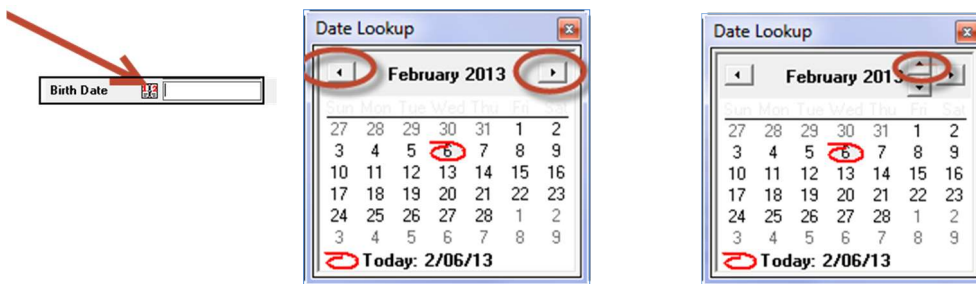 Birth Date
Date Lookup
February 2013
Sun Mon Tue Wed Thu Fri Sat
27 28 29 30 31 1 2
3 4 5 6 7 8 9
10 11 12 13 14 15 16
17 18 19 20 21 22 23
24 25 26 27 28 1 2
3 4 5 6 7 8 9
Today: 2/06/13
Date Lookup
February 2013
Sun Mon Tue Wed Thu Fri Sat
27 28 29 30 31 1 2
3 4 5 6 7 8 9
10 11 12 13 14 15 16
17 18 19 20 21 22 23
24 25 26 27 28 1 2
3 4 5 6 7 8 9
Today: 2/06/13